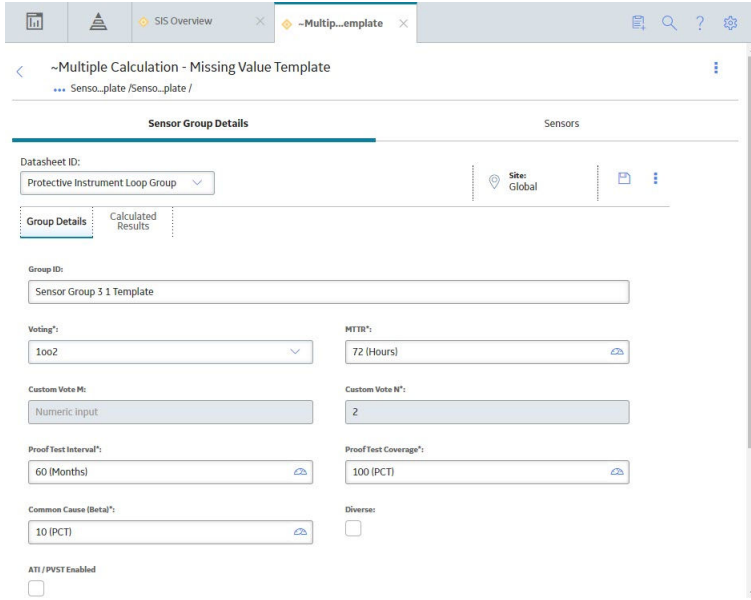 SIS Overview
~Multip...emplate
?
~Multiple Calculation - Missing Value Template
... Senso...plate /Senso...plate /
Sensor Group Details
Sensors
Datasheet ID:
Protective Instrument Loop Group
Site:
Global
Group Details
Calculated
Results
Group ID:
Sensor Group 3 1 Template
Voting*:
MTTR*:
1oo2
72 (Hours)
Custom Vote M:
Custom Vote N*:
Numeric input
2
Proof Test Interval*:
Proof Test Coverage*:
60 (Months)
100 (PCT)
Common Cause (Beta)*:
Diverse:
10 (PCT)
ATI / PVST Enabled